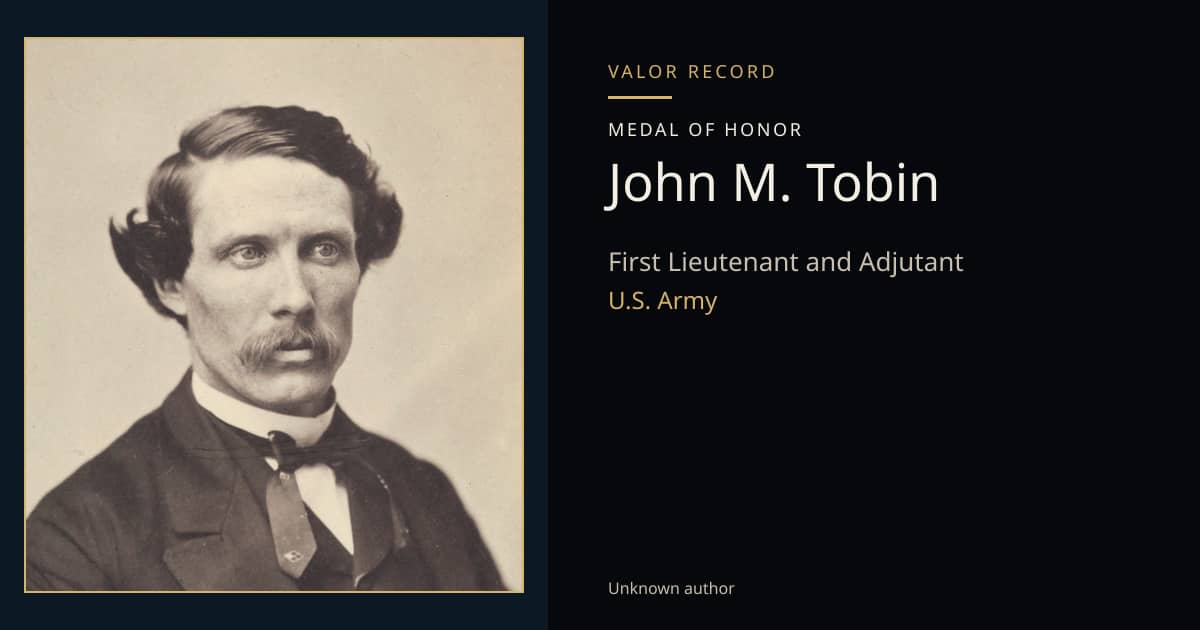 VALOR RECORD
MEDAL OF HONOR
John M. Tobin
First Lieutenant and Adjutant
U.S. Army
Unknown author